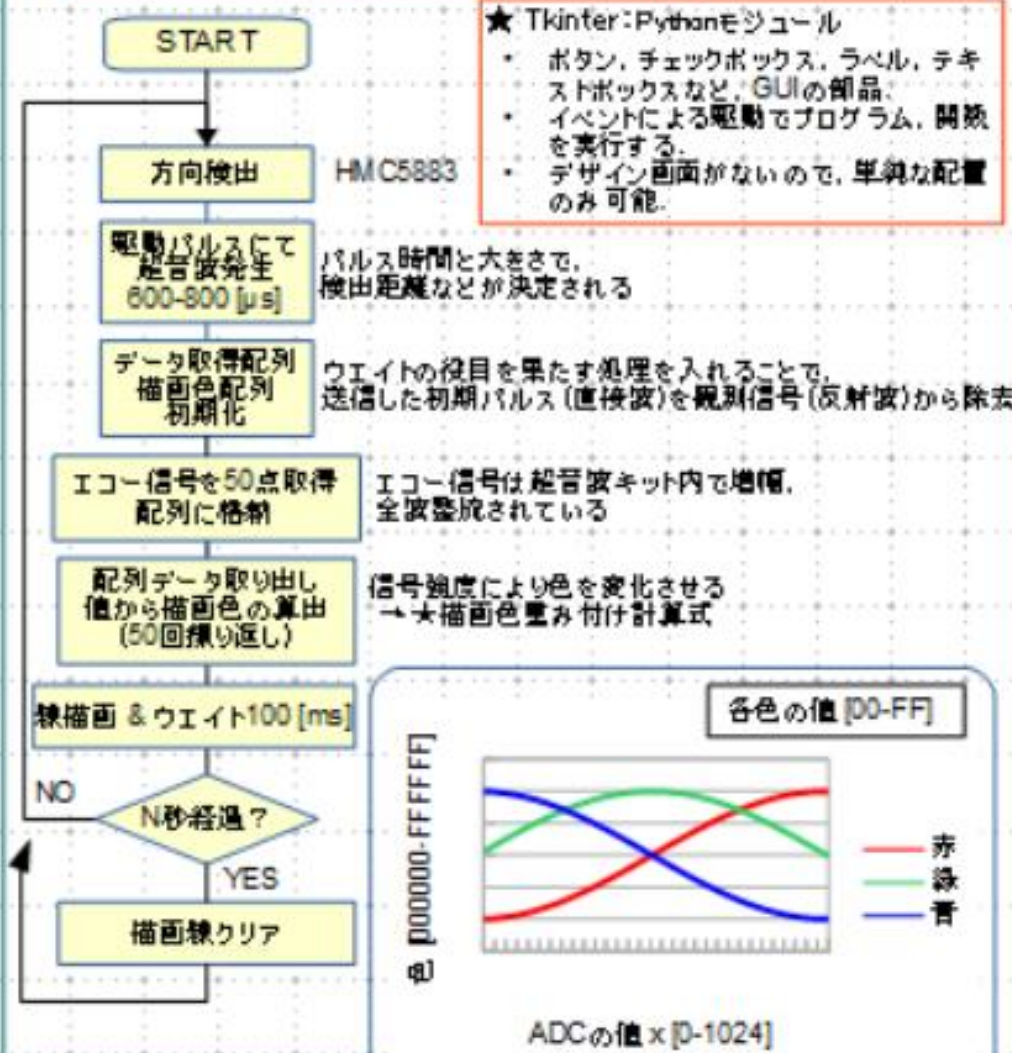 START
方向検出
HMC5883
駆動パルスにて
超音波発生
600-800 [μs]
パルス時間と大きさで,
検出距離などが決定される
データ取得配列
描画色配列
初期化
ウエイトの役目を果たす処理を入れることで,
送信した初期パルス(直接波)を観測信号(反射波)から除去
エコー信号を50点取得
配列に格納
エコー信号は超音波キット内で増幅,
全波整流されている
配列データ取り出し
値から描画色の算出
(50回繰り返し)
信号強度により色を変化させる
→★描画色重み付け計算式
線描画 & ウェイト100 [ms]
NO
N秒経過?
YES
描画線クリア
★ Tkinter:Pythonモジュール
・ ボタン, チェックボックス, ラベル, テキ
ストボックスなど, GUIの部品.
・ イベントによる駆動でプログラム, 関数
を実行する.
・ デザイン画面がないので, 単純な配置
のみ可能.
各色の値 [00-FF]
色 [000000-FFFFFF]
赤
緑
青
ADCの値 x [0-1024]